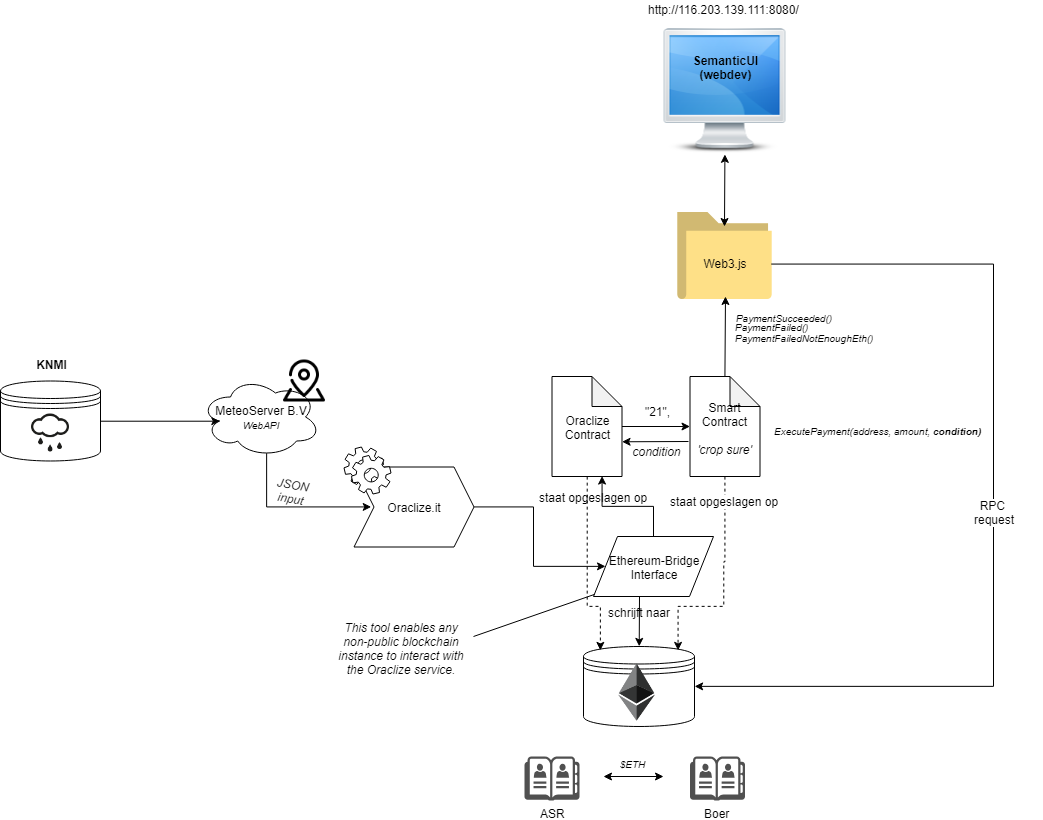 http://116.203.139.111:8080/
SemanticUI
(webdev)
Web3.js
PaymentSucceeded()
PaymentFailed()
PaymentFailedNotEnoughEth()
KNMI
MeteoServer B.V.
WebAPI
JSON
input
Oraclize.it
Oraclize
Contract
"21",
condition
Smart
Contract
'crop sure'
ExecutePayment(address, amount, condition)
staat opgeslagen op
staat opgeslagen op
RPC
request
Ethereum-Bridge
Interface
schrijft naar
This tool enables any
non-public blockchain
instance to interact with
the Oraclize service.
$ETH
ASR
Boer